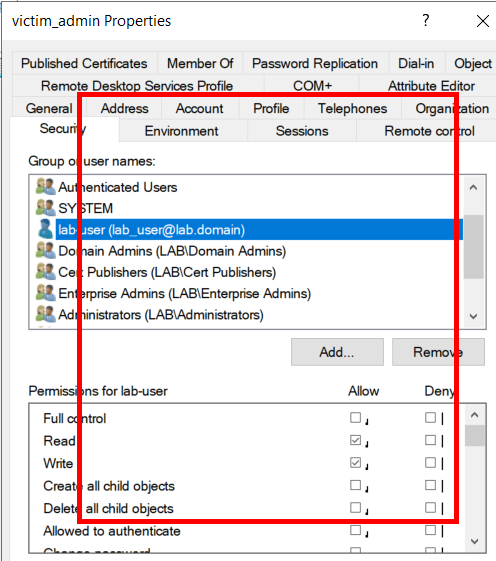 victim_admin Properties ? ×
Published Certificates Member Of Password Replication Dial-in Object
Remote Desktop Services Profile COM+ Attribute Editor
General Address Account Profile Telephones Organization
Security Environment Sessions Remote control
Group or user names:
Authenticated Users
SYSTEM
lab-user (lab_user@lab.domain)
Domain Admins (LAB\Domain Admins)
Cert Publishers (LAB\Cert Publishers)
Enterprise Admins (LAB\Enterprise Admins)
Administrators (LAB\Administrators)
Add... Remove
Permissions for lab-user Allow Deny
Full control
Read
Write
Create all child objects
Delete all child objects
Allowed to authenticate
Change password